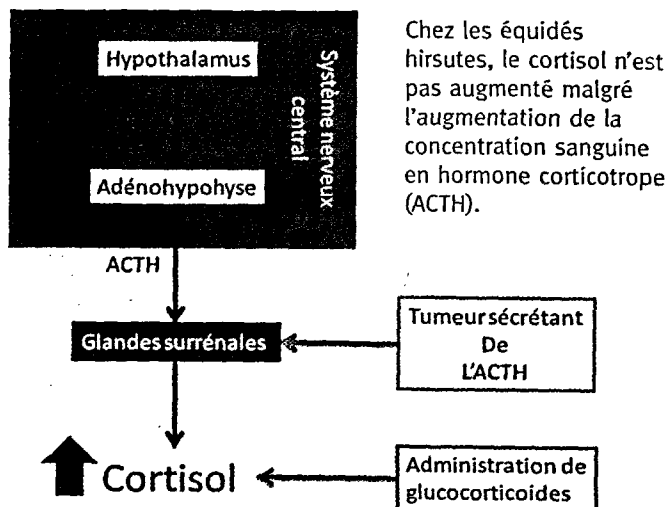 Hypothalamus
Système nerveux
central
Adénohypohyse
Chez les équidés
hirsutes, le cortisol n'est
pas augmenté malgré
l'augmentation de la
concentration sanguine
en hormone corticotrope
(ACTH).
ACTH
Glandes surrénales
Tumeur sécrétant
De
L'ACTH
Cortisol
Administration de
glucocorticoides